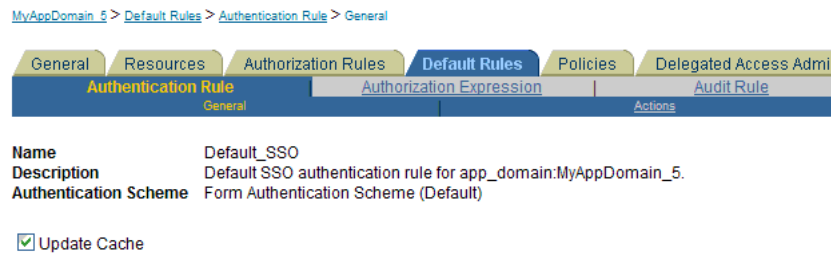 MyAppDomain_5 > Default Rules > Authentication Rule > General
General Resources Authorization Rules Default Rules Policies Delegated Access Admi
Authentication Rule | Authorization Expression | Audit Rule
General | Actions
Name Default_SSO
Description Default SSO authentication rule for app_domain:MyAppDomain_5.
Authentication Scheme Form Authentication Scheme (Default)
Update Cache